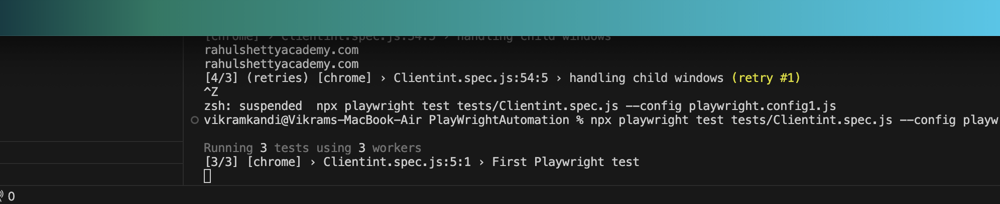 [chrome] › Clientint.spec.js:54:5 › handling child windows
rahulshettyacademy.com
rahulshettyacademy.com
[4/3] (retries) [chrome] › Clientint.spec.js:54:5 › handling child windows (retry #1)
^Z
zsh: suspended  npx playwright test tests/Clientint.spec.js --config playwright.config1.js
vikramkandi@Vikrams-MacBook-Air PlayWrightAutomation % npx playwright test tests/Clientint.spec.js --config playw
Running 3 tests using 3 workers
[3/3] [chrome] › Clientint.spec.js:5:1 › First Playwright test
0